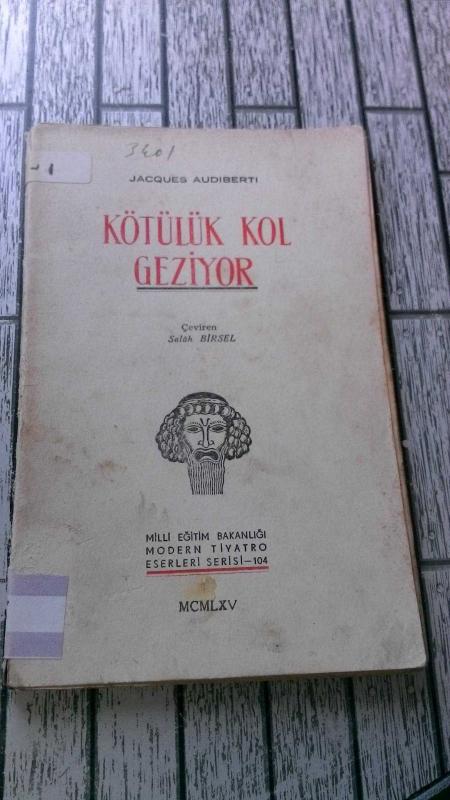 3401
-1
JACQUES AUDIBERTI
KÖTÜLÜK KOL
GEZİYOR
Çeviren
Salâh BİRSEL
MİLLİ EĞİTİM BAKANLIĞI
MODERN TİYATRO
ESERLERİ SERİSİ—104
MCMLXV